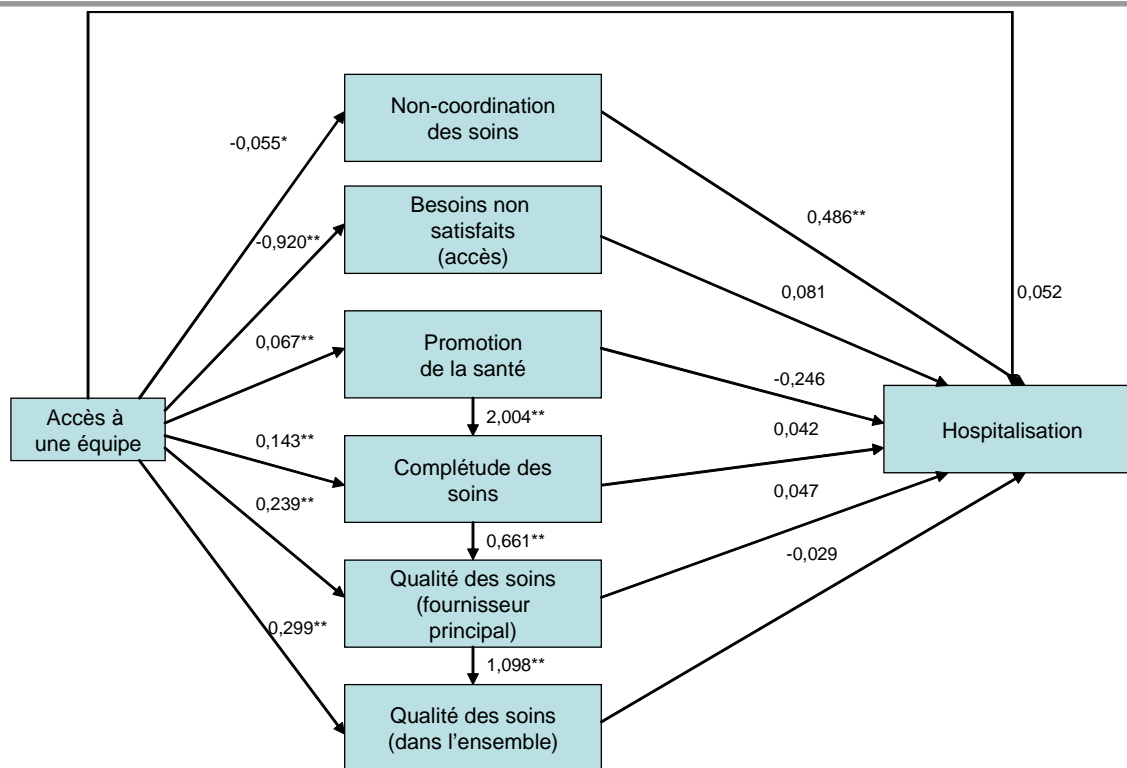 Non-coordination
des soins
-0,055*
Besoins non
satisfaits
(accès)
0,486**
-0,920**
0,081
0,052
Promotion
de la santé
0,067**
-0,246
Accès à
une équipe
2,004**
Hospitalisation
0,143**
0,042
Complétude des
soins
0,239**
0,047
0,661**
-0,029
Qualité des soins
(fournisseur
principal)
0,299**
1,098**
Qualité des soins
(dans l'ensemble)